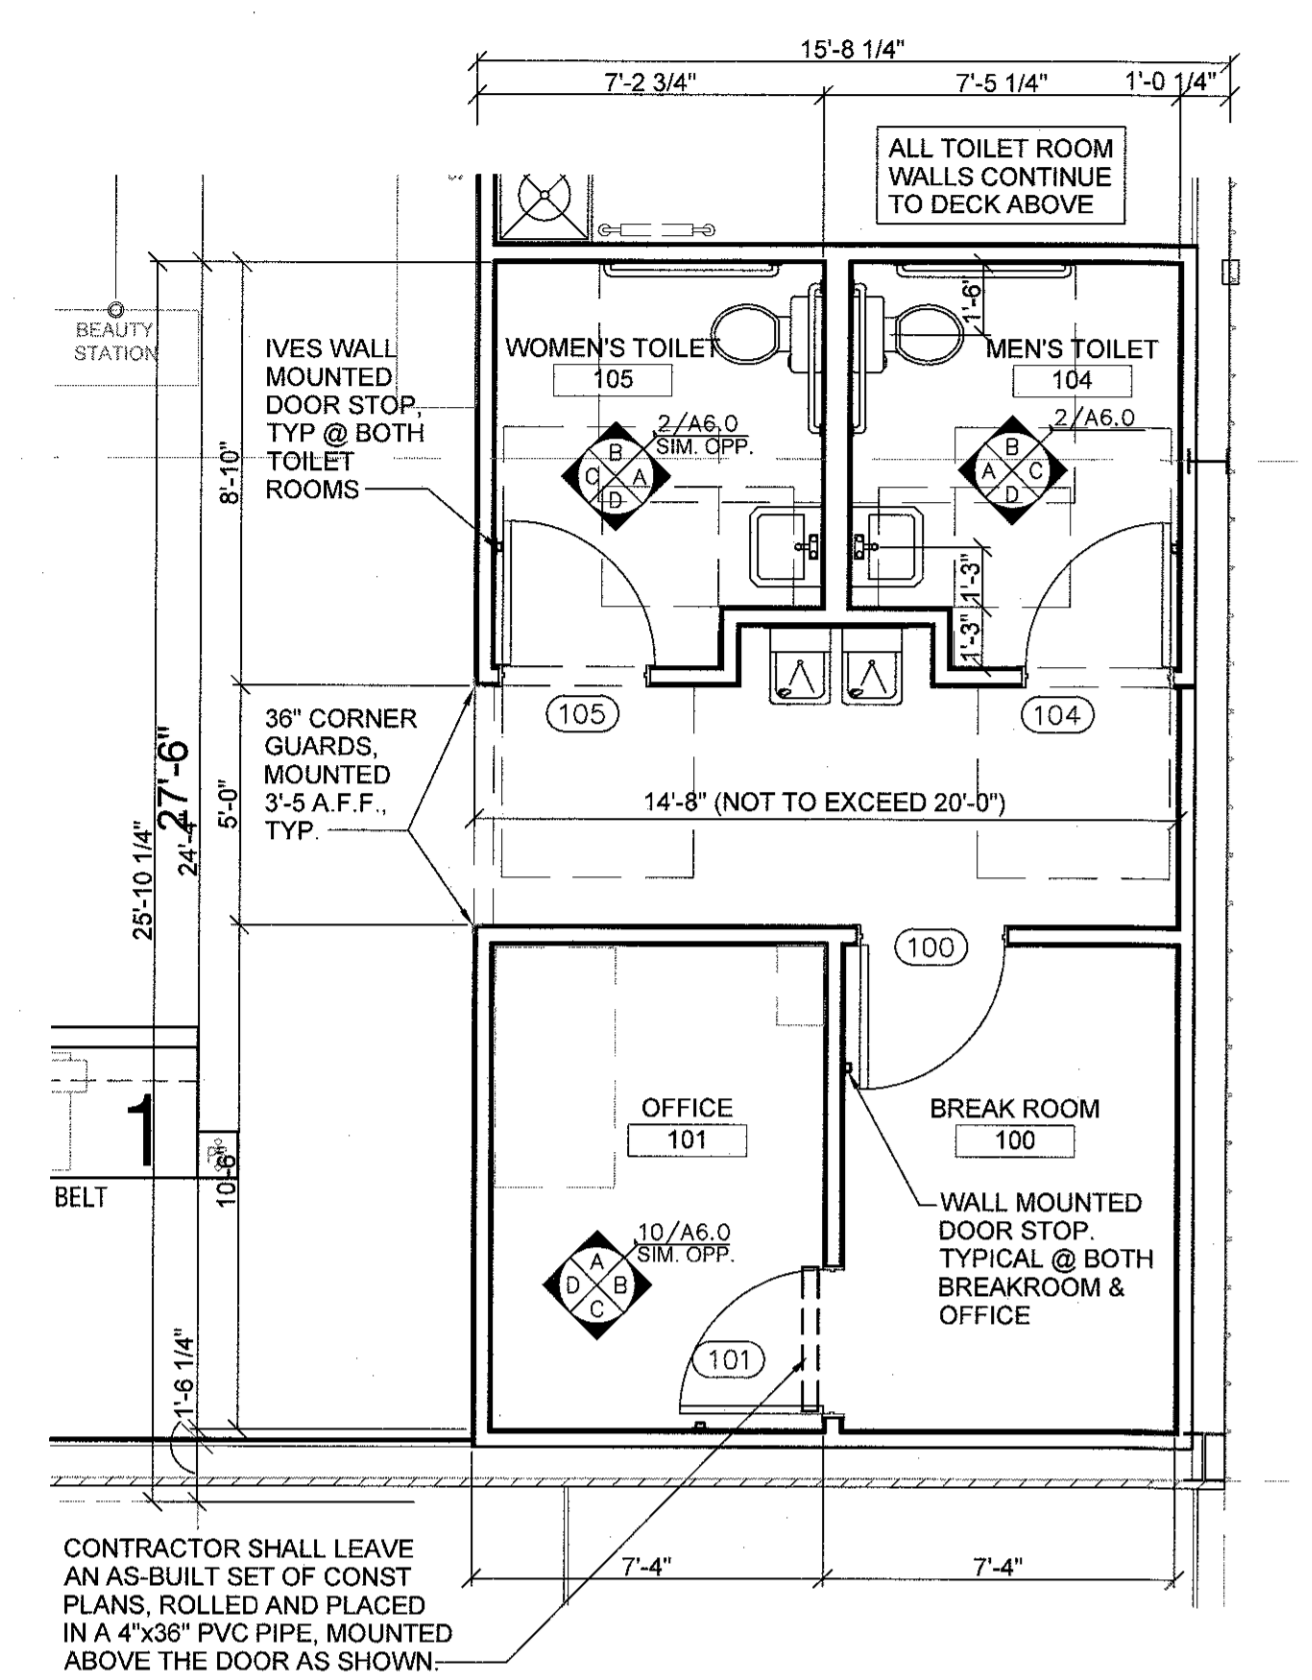 15'-8 1/4"
7'-2 3/4"
7'-5 1/4"
1'-0 1/4"
ALL TOILET ROOM
WALLS CONTINUE
TO DECK ABOVE
BEAUTY
STATION
IVES WALL
MOUNTED
DOOR STOP,
TYP @ BOTH
TOILET
ROOMS
WOMEN'S TOILET
105
2/A6.0
SIM. OPP.
B
C
A
D
1'-6"
MEN'S TOILET
104
2/A6.0
B
A
C
D
8'-10"
1'-3"
1'-3"
105
104
36" CORNER
GUARDS,
MOUNTED
3'-5 A.F.F.,
TYP.
27'-6"
24'-4"
25'-10 1/4"
5'-0"
14'-8" (NOT TO EXCEED 20'-0")
100
OFFICE
101
BREAK ROOM
100
1
BELT
10'-6"
WALL MOUNTED
DOOR STOP.
TYPICAL @ BOTH
BREAKROOM &
OFFICE
10/A6.0
SIM. OPP.
A
D
B
C
101
1'-6 1/4"
CONTRACTOR SHALL LEAVE
AN AS-BUILT SET OF CONST
PLANS, ROLLED AND PLACED
IN A 4"x36" PVC PIPE, MOUNTED
ABOVE THE DOOR AS SHOWN.
7'-4"
7'-4"